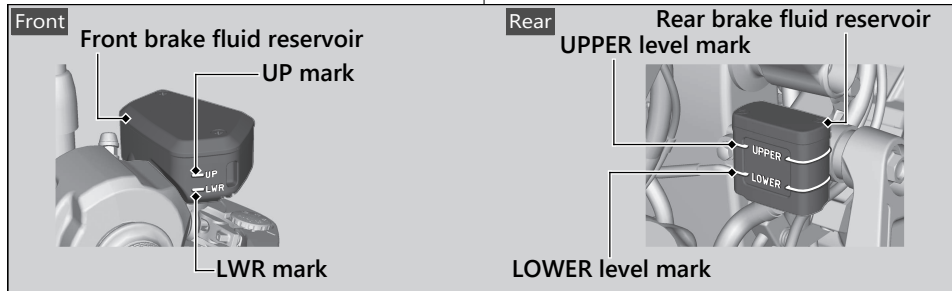 Front
Front brake fluid reservoir
UP mark
UP
LWR
LWR mark
Rear
Rear brake fluid reservoir
UPPER level mark
UPPER
LOWER
LOWER level mark